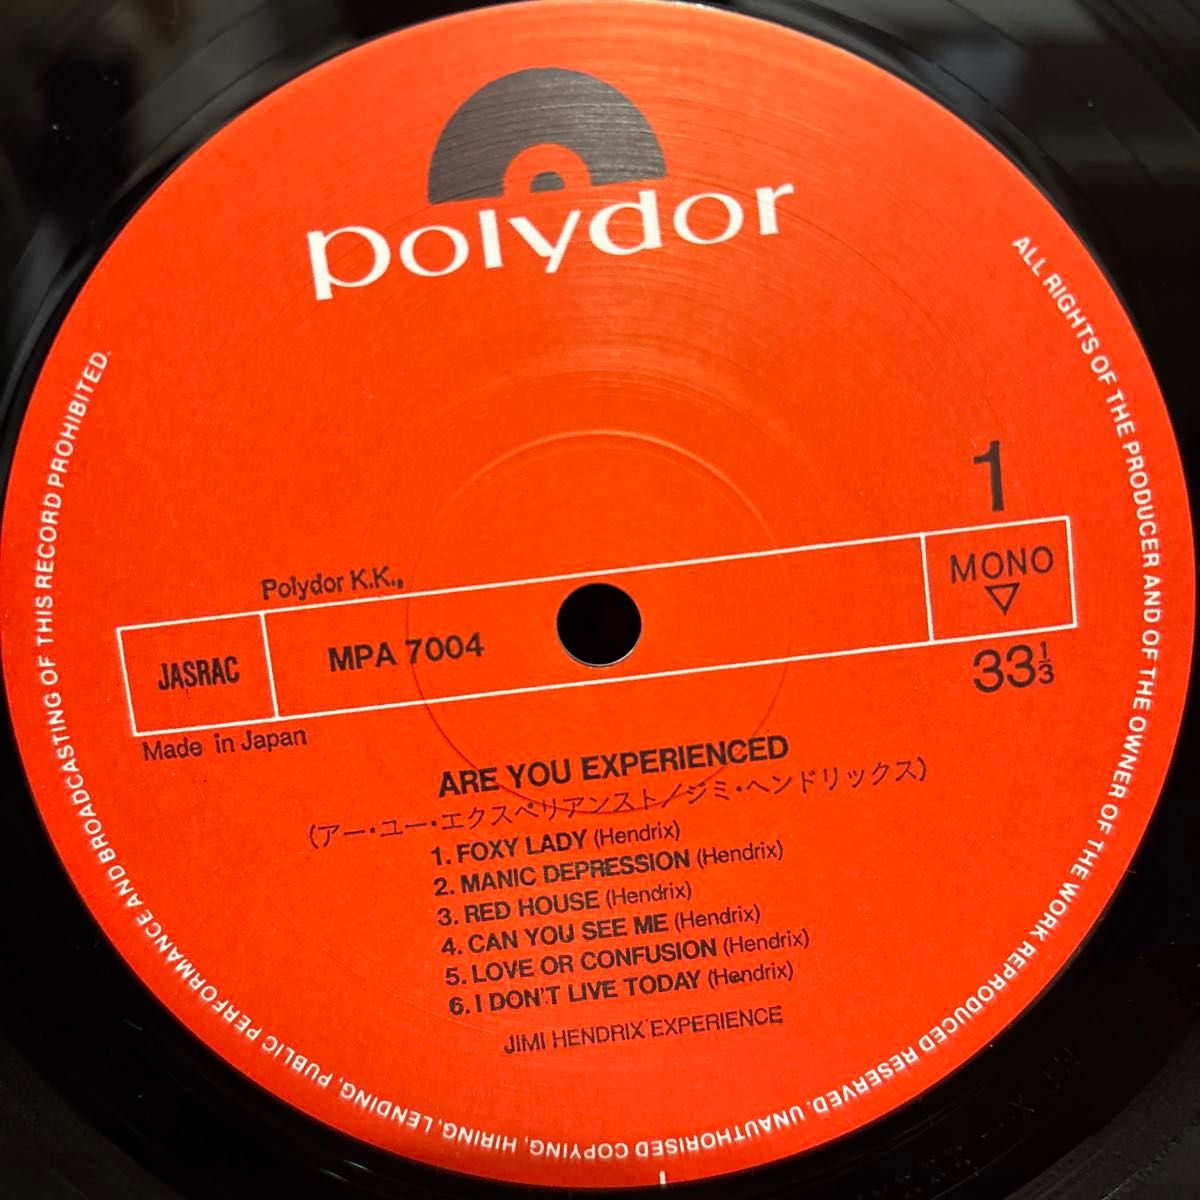 polydor
1
Polydor K.K.,
JASRAC
MPA 7004
MONO
33⅓
Made in Japan
ARE YOU EXPERIENCED
(アー・ユー・エクスペリアンスト/ジミ・ヘンドリックス)
1. FOXY LADY (Hendrix)
2. MANIC DEPRESSION (Hendrix)
3. RED HOUSE (Hendrix)
4. CAN YOU SEE ME (Hendrix)
5. LOVE OR CONFUSION (Hendrix)
6. I DON'T LIVE TODAY (Hendrix)
JIMI HENDRIX EXPERIENCE
ALL RIGHTS OF THE PRODUCER AND OF THE OWNER OF THE WORK REPRODUCED RESERVED. UNAUTHORISED COPYING, HIRING, LENDING, PUBLIC PERFORMANCE AND BROADCASTING OF THIS RECORD PROHIBITED.